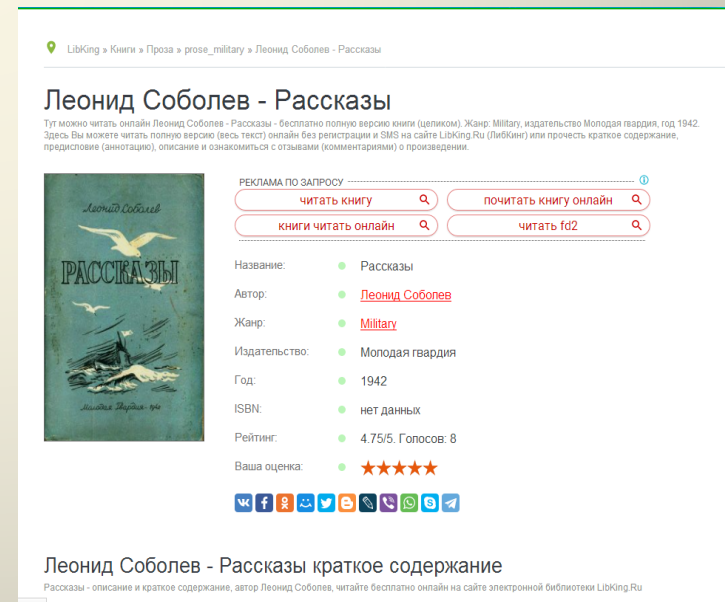 LibKing » Книги » Проза » prose_military » Леонид Соболев - Рассказы
Леонид Соболев - Рассказы
Тут можно читать онлайн Леонид Соболев - Рассказы - бесплатно полную версию книги (целиком). Жанр: Military, издательство Молодая гвардия, год 1942.
Здесь Вы можете читать полную версию (весь текст) онлайн без регистрации и SMS на сайте LibKing.Ru (ЛибКинг) или прочесть краткое содержание,
предисловие (аннотацию), описание и ознакомиться с отзывами (комментариями) о произведении.
Леонид Соболев
РАССКАЗЫ
Молодая Гвардия - 1942
РЕКЛАМА ПО ЗАПРОСУ
читать книгу
почитать книгу онлайн
книги читать онлайн
читать fd2
Название: Рассказы
Автор: Леонид Соболев
Жанр: Military
Издательство: Молодая гвардия
Год: 1942
ISBN: нет данных
Рейтинг: 4.75/5. Голосов: 8
Ваша оценка:
Леонид Соболев - Рассказы краткое содержание
Рассказы - описание и краткое содержание, автор Леонид Соболев, читайте бесплатно онлайн на сайте электронной библиотеки LibKing.Ru